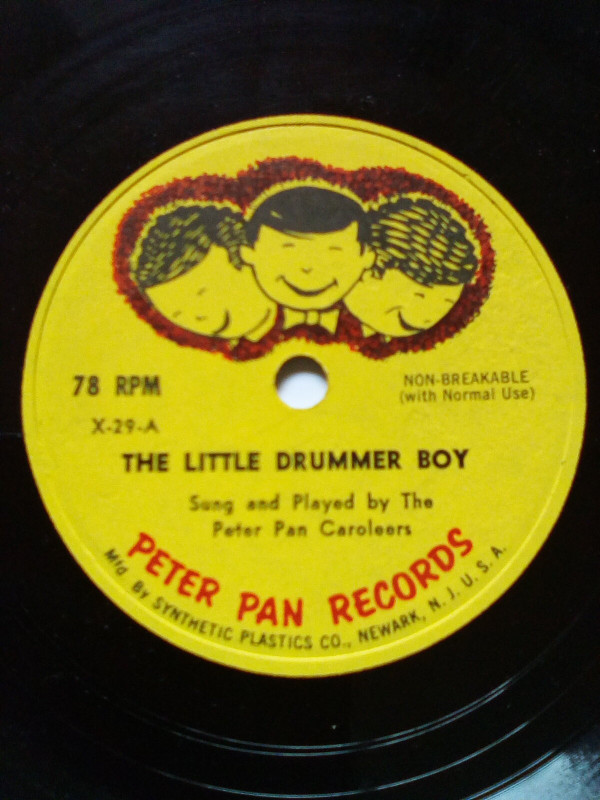 78 RPM
NON-BREAKABLE
(with Normal Use)
X-29-A
THE LITTLE DRUMMER BOY
Sung and Played by The
Peter Pan Caroleers
PETER PAN RECORDS
Mfd By SYNTHETIC PLASTICS CO., NEWARK, N. J. U. S. A.